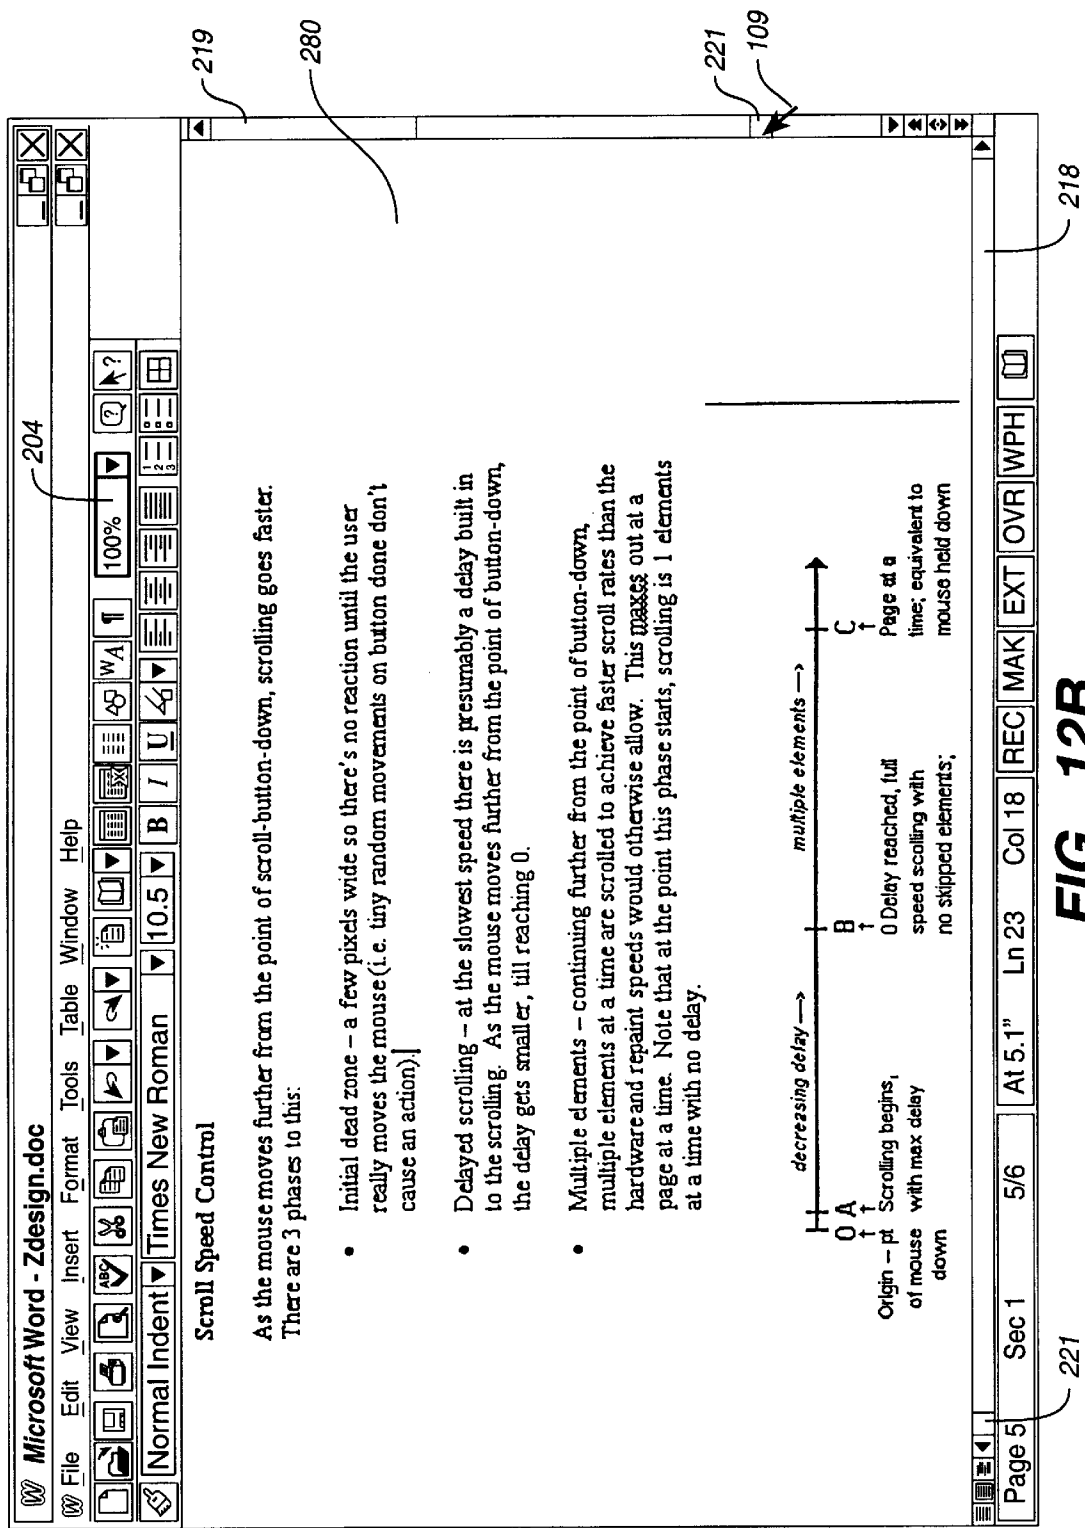 Microsoft Word - Zdesign.doc
File Edit View Insert Format Tools Table Window Help
ABC 100% ?
204
Normal Indent Times New Roman 10.5 B I U
Scroll Speed Control
As the mouse moves further from the point of scroll-button-down, scrolling goes faster.
There are 3 phases to this:
• Initial dead zone – a few pixels wide so there's no reaction until the user
really moves the mouse (i. e. tiny random movements on button done don't
cause an action).
• Delayed scrolling – at the slowest speed there is presumably a delay built in
to the scrolling. As the mouse moves further from the point of button-down,
the delay gets smaller, till reaching 0.
• Multiple elements – continuing further from the point of button-down,
multiple elements at a time are scrolled to achieve faster scroll rates than the
hardware and repaint speeds would otherwise allow. This maxes out at a
page at a time. Note that at the point this phase starts, scrolling is 1 elements
at a time with no delay.
decreasing delay —> multiple elements —>
O A B C
Origin – pt
of mouse
down
Scrolling begins,
with max delay
0 Delay reached, full
speed scolling with
no skipped elements;
Page at a
time; equivalent to
mouse held down
219
280
221
109
Page 5 Sec 1 5/6 At 5.1" Ln 23 Col 18 REC MAK EXT OVR WPH
221
218
FIG_12B